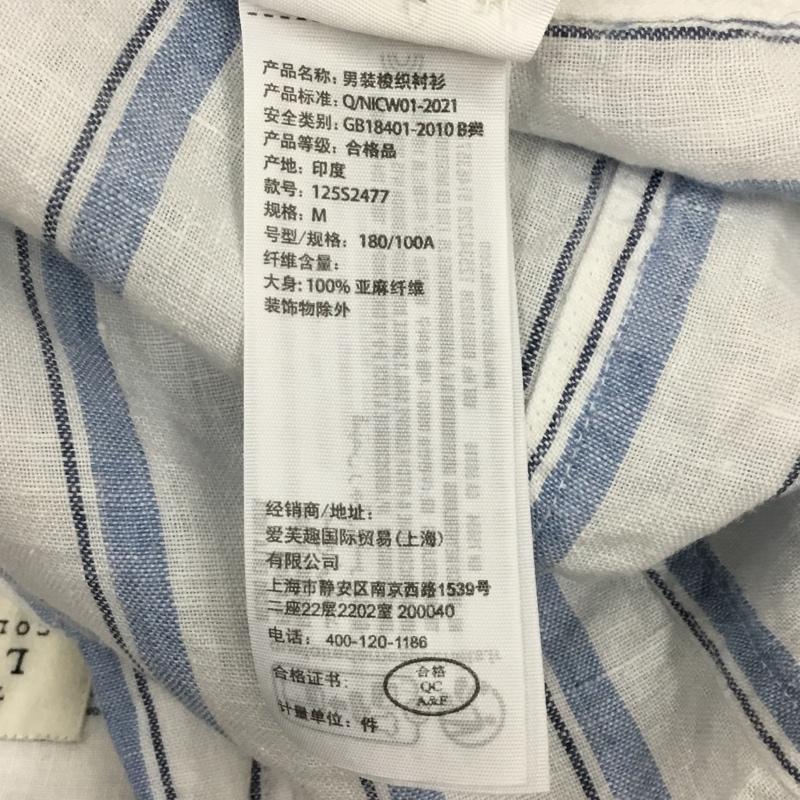 产品名称：男装梭织衬衫
产品标准：Q/NICW01-2021
安全类别：GB18401-2010 B类
产品等级：合格品
产地：印度
款号：125S2477
规格：M
号型/规格：180/100A
纤维含量：
大身：100% 亚麻纤维
装饰物除外
经销商/地址：
爱芙趣国际贸易（上海）
有限公司
上海市静安区南京西路1539号
二座22层2202室 200040
电话： 400-120-1186
合格证书：
合格
QC
A&F
计量单位：件